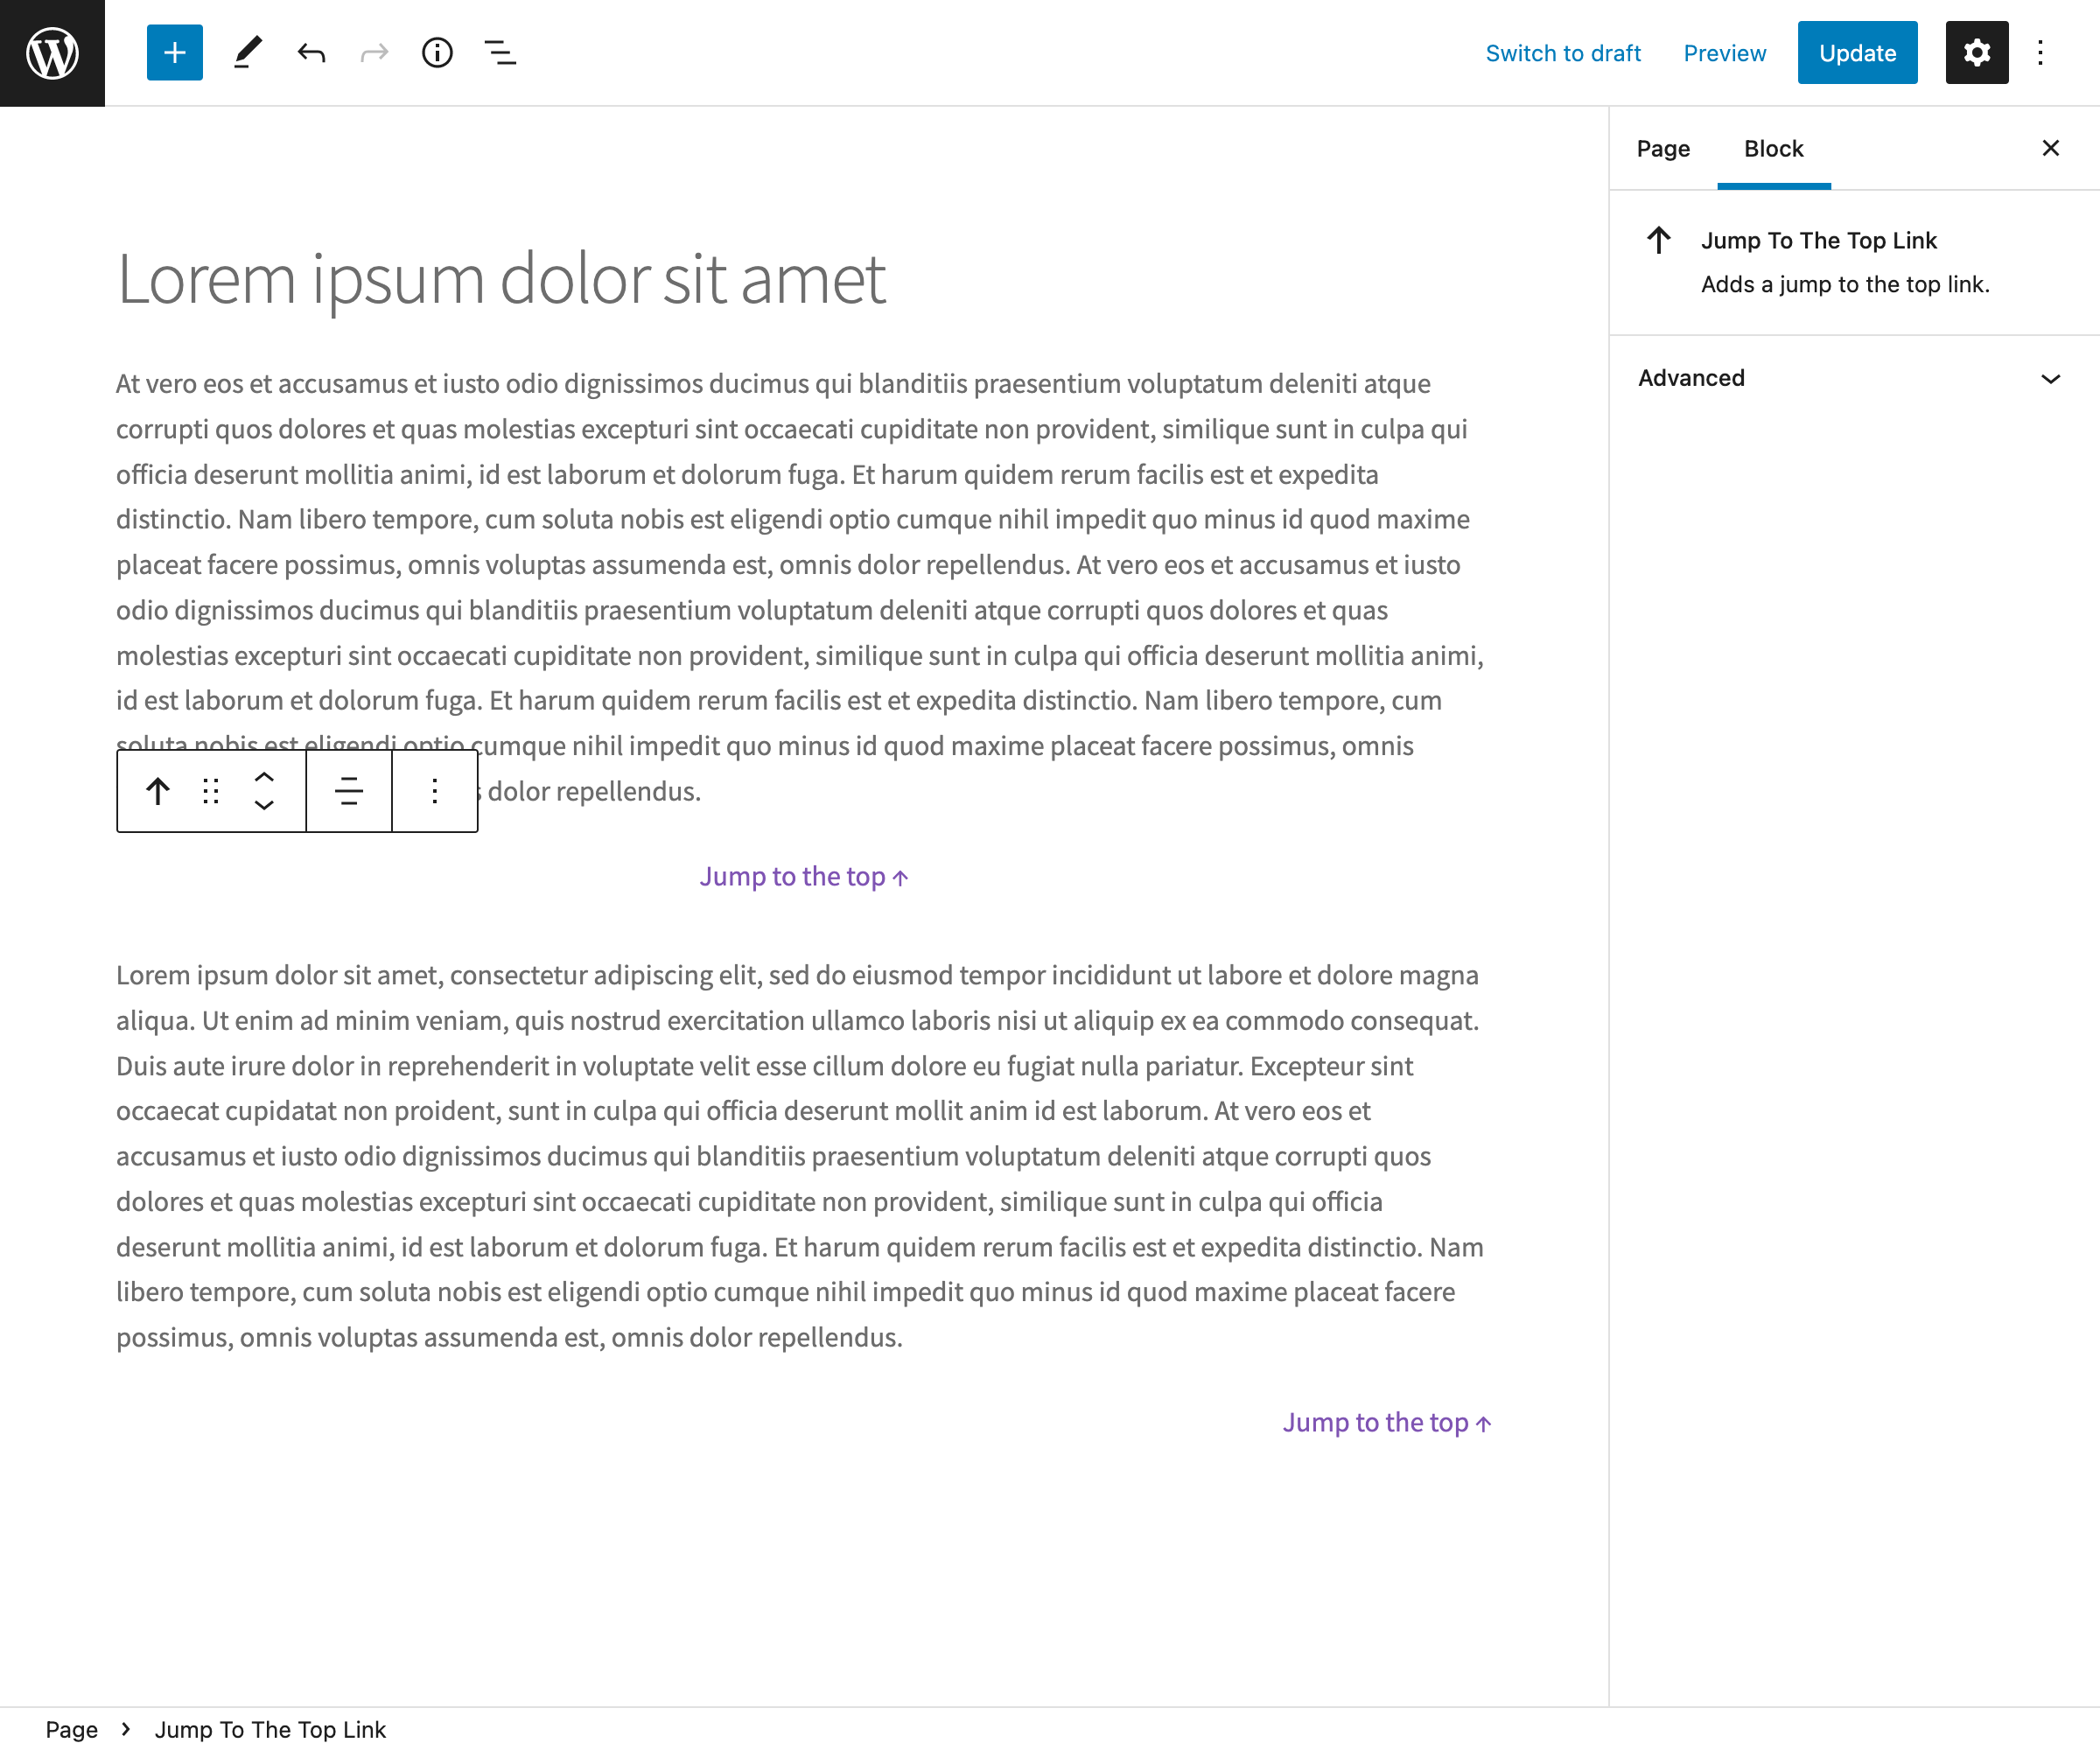 Switch to draft Preview Update
Page Block
Jump To The Top Link
Adds a jump to the top link.
Advanced
Lorem ipsum dolor sit amet
At vero eos et accusamus et iusto odio dignissimos ducimus qui blanditiis praesentium voluptatum deleniti atque
corrupti quos dolores et quas molestias excepturi sint occaecati cupiditate non provident, similique sunt in culpa qui
officia deserunt mollitia animi, id est laborum et dolorum fuga. Et harum quidem rerum facilis est et expedita
distinctio. Nam libero tempore, cum soluta nobis est eligendi optio cumque nihil impedit quo minus id quod maxime
placeat facere possimus, omnis voluptas assumenda est, omnis dolor repellendus. At vero eos et accusamus et iusto
odio dignissimos ducimus qui blanditiis praesentium voluptatum deleniti atque corrupti quos dolores et quas
molestias excepturi sint occaecati cupiditate non provident, similique sunt in culpa qui officia deserunt mollitia animi,
id est laborum et dolorum fuga. Et harum quidem rerum facilis est et expedita distinctio. Nam libero tempore, cum
soluta nobis est eligendi optio cumque nihil impedit quo minus id quod maxime placeat facere possimus, omnis
dolor repellendus.
Jump to the top ↑
Lorem ipsum dolor sit amet, consectetur adipiscing elit, sed do eiusmod tempor incididunt ut labore et dolore magna
aliqua. Ut enim ad minim veniam, quis nostrud exercitation ullamco laboris nisi ut aliquip ex ea commodo consequat.
Duis aute irure dolor in reprehenderit in voluptate velit esse cillum dolore eu fugiat nulla pariatur. Excepteur sint
occaecat cupidatat non proident, sunt in culpa qui officia deserunt mollit anim id est laborum. At vero eos et
accusamus et iusto odio dignissimos ducimus qui blanditiis praesentium voluptatum deleniti atque corrupti quos
dolores et quas molestias excepturi sint occaecati cupiditate non provident, similique sunt in culpa qui officia
deserunt mollitia animi, id est laborum et dolorum fuga. Et harum quidem rerum facilis est et expedita distinctio. Nam
libero tempore, cum soluta nobis est eligendi optio cumque nihil impedit quo minus id quod maxime placeat facere
possimus, omnis voluptas assumenda est, omnis dolor repellendus.
Jump to the top ↑
Page > Jump To The Top Link